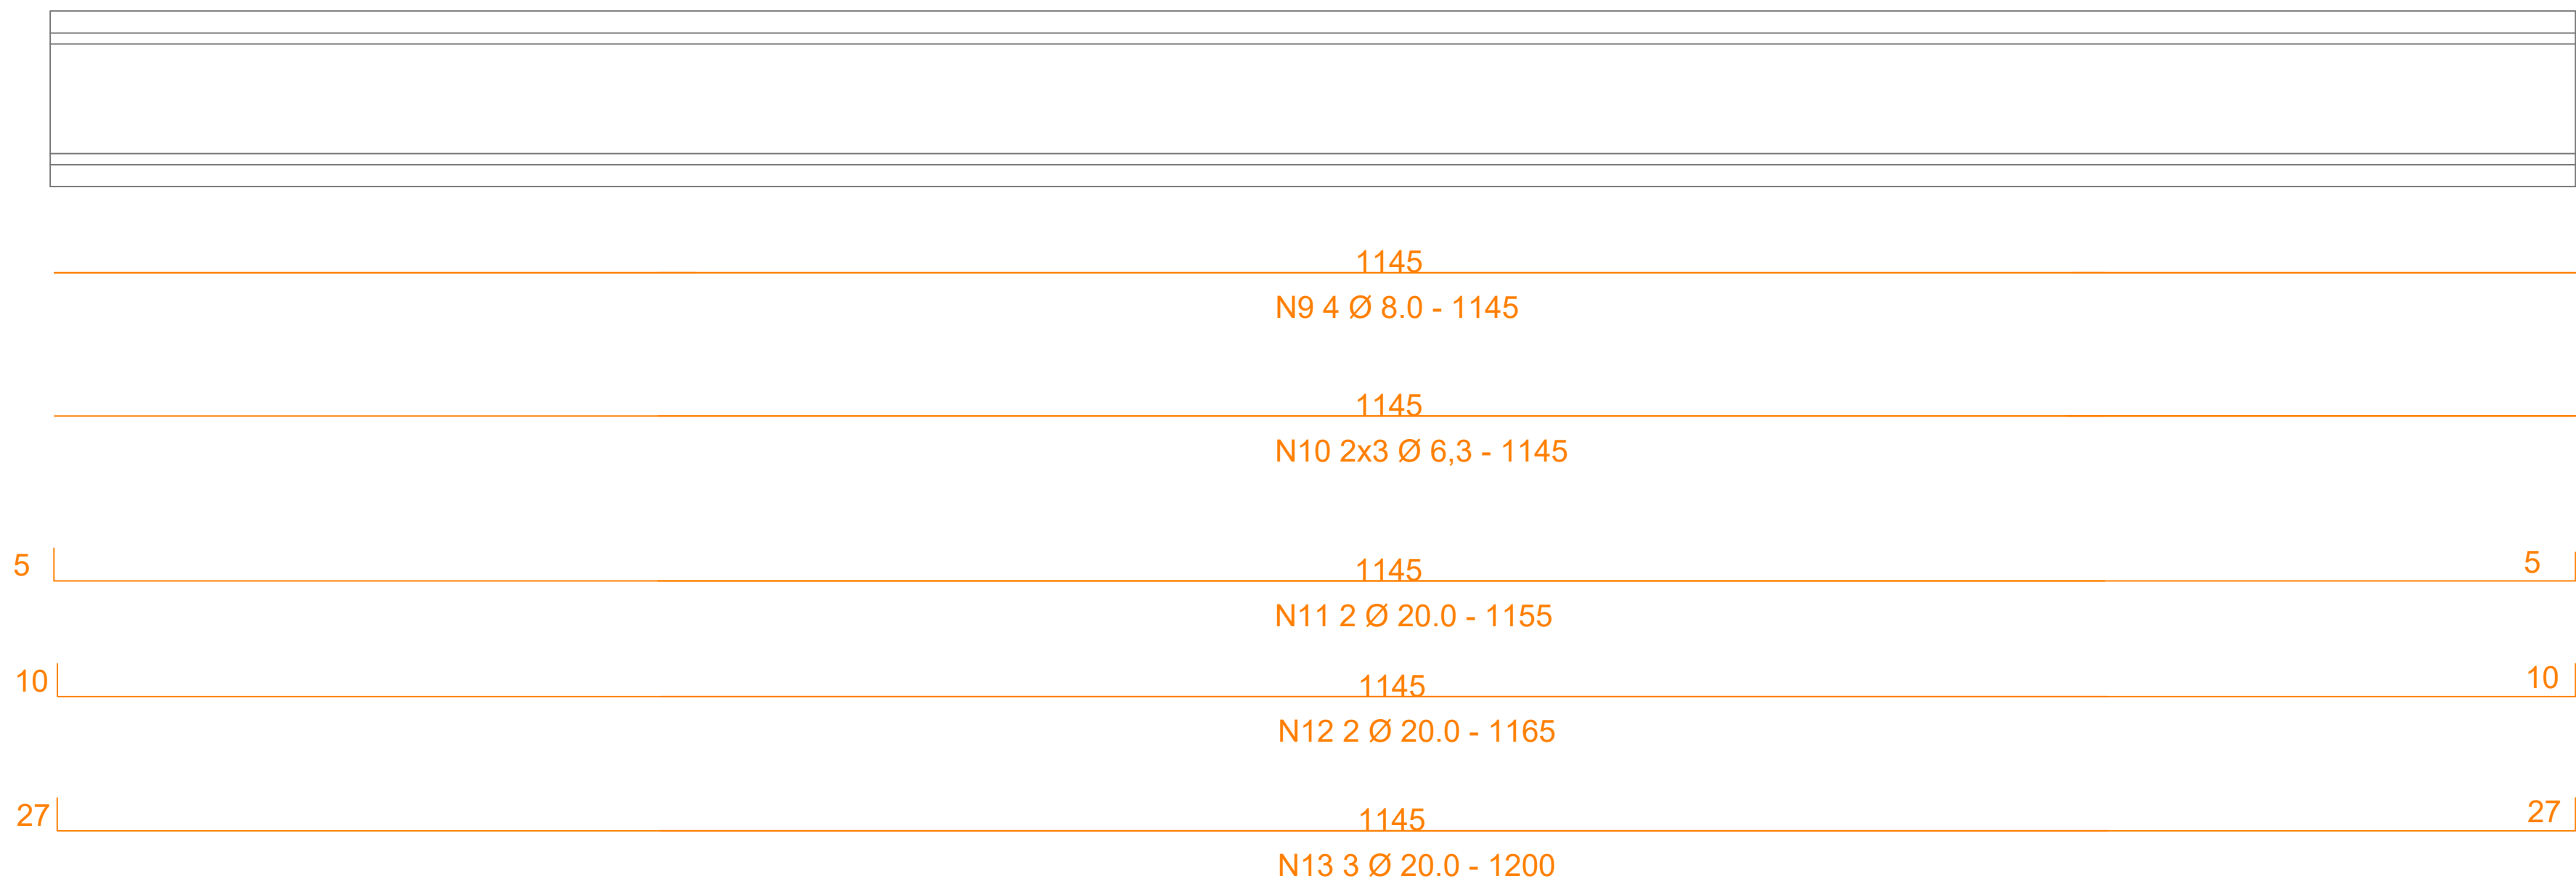 1145
N9 4 Ø 8.0 - 1145
1145
N10 2x3 Ø 6,3 - 1145
5 1145 5
N11 2 Ø 20.0 - 1155
10 1145 10
N12 2 Ø 20.0 - 1165
27 1145 27
N13 3 Ø 20.0 - 1200